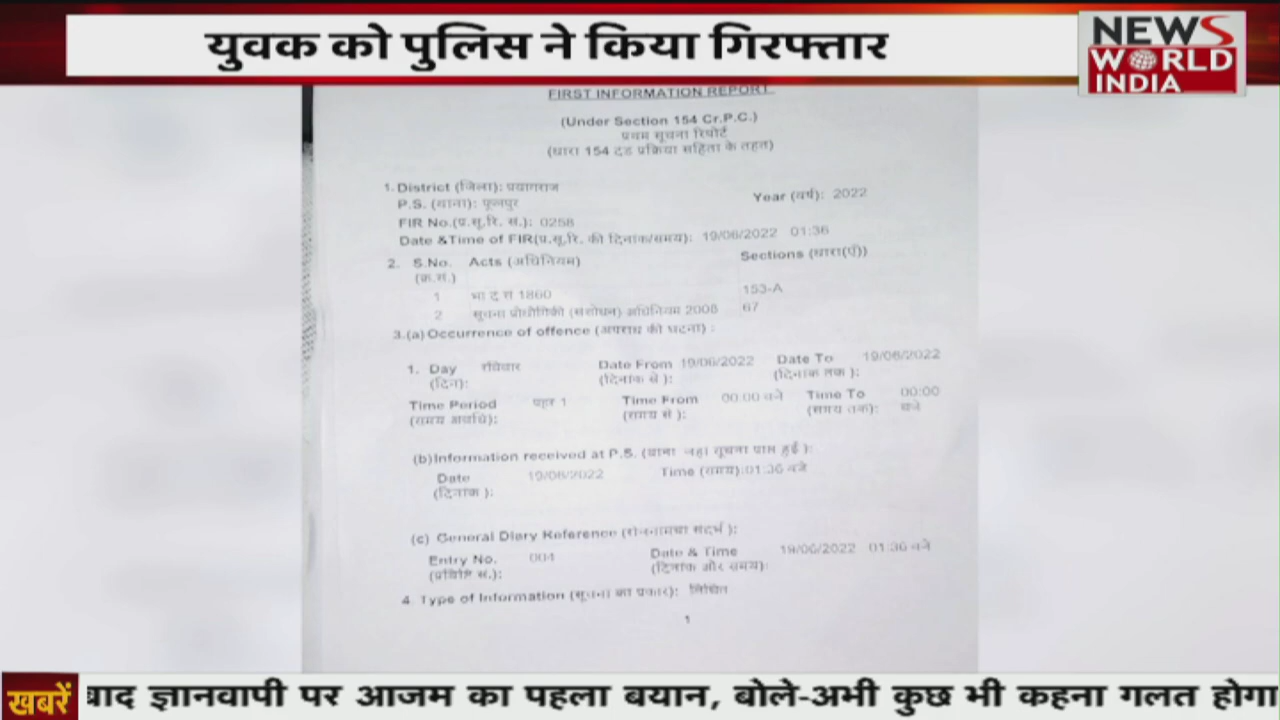 युवक को पुलिस ने किया गिरफ्तार
NEWS
WORLD
INDIA
FIRST INFORMATION REPORT
(Under Section 154 Cr.P.C.)
प्रथम सूचना रिपोर्ट
(धारा 154 दंड प्रक्रिया संहिता के तहत)
1. District (जिला): प्रयागराज
Year (वर्ष): 2022
P.S. (थाना): फूलपुर
FIR No.(प्र.सू.रि. सं.): 0258
Date &Time of FIR(प्र.सू.रि. की दिनांक/समय): 19/06/2022 01:36
2. S.No. Acts (अधिनियम) Sections (धारा(एँ))
(क्र.सं.)
1 भा द स 1860 153-A
2 सूचना प्रौद्योगिकी (संशोधन) अधिनियम 2008 67
3.(a) Occurrence of offence (अपराध की घटना) :
1. Day रविवार Date From 19/06/2022 Date To 19/06/2022
(दिन): (दिनांक से ): (दिनांक तक ):
Time Period पहर 1 Time From 00:00 बजे Time To 00:00
(समय अवधि): (समय से ): (समय तक): बजे
(b) Information received at P.S. (थाना जहां सूचना प्राप्त हुई ):
Date 19/06/2022 Time (समय):01:36 बजे
(दिनांक ):
(c) General Diary Reference (रोजनामचा संदर्भ ):
Entry No. 004 Date & Time 19/06/2022 01:36 बजे
(प्रविष्टि सं.): (दिनांक और समय):
4. Type of Information (सूचना का प्रकार): लिखित
1
खबरें
बाद ज्ञानवापी पर आजम का पहला बयान, बोले-अभी कुछ भी कहना गलत होगा